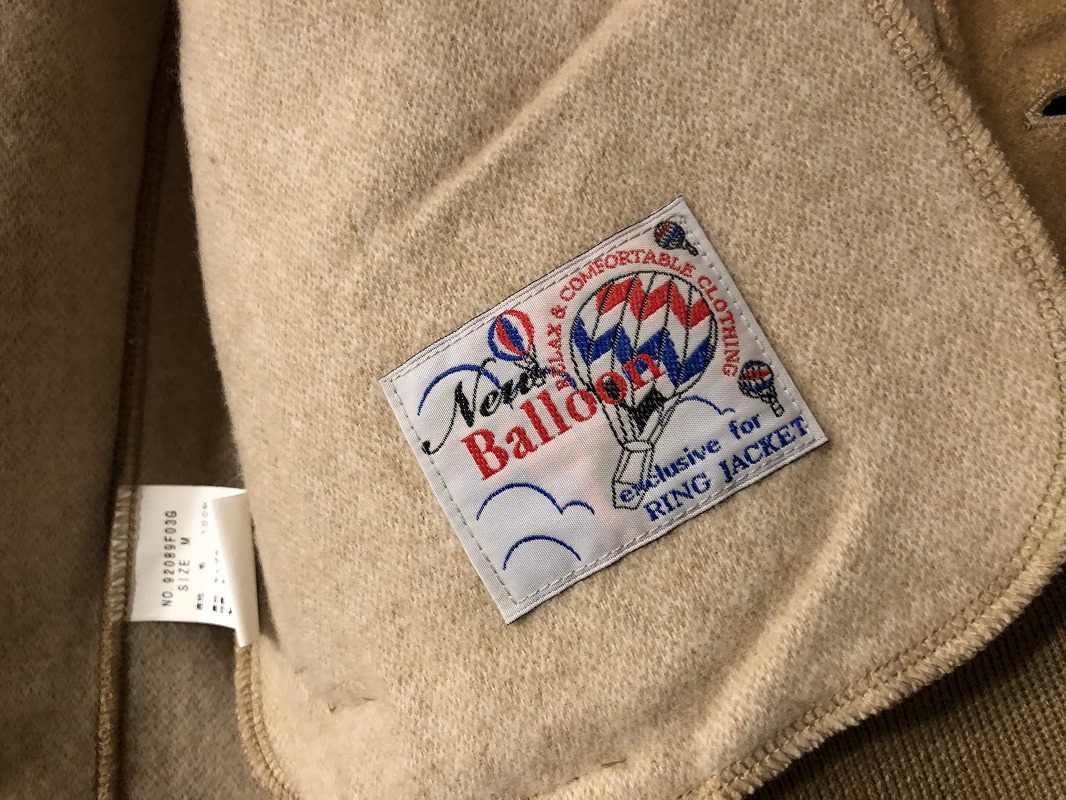 RELAX & COMFORTABLE CLOTHING
New
Balloon
exclusive for
RING JACKET
NO.92089F03G
SIZE M